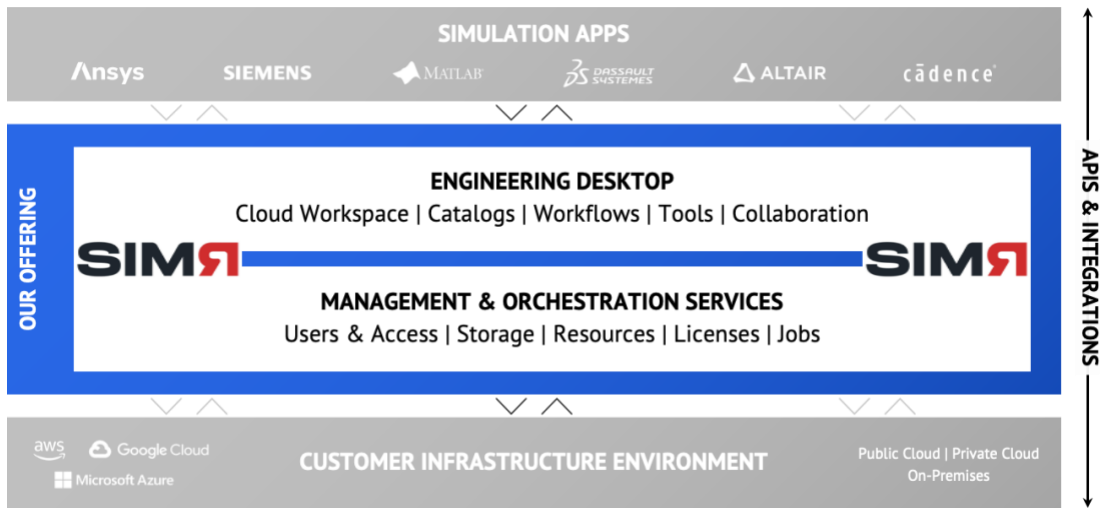 SIMULATION APPS
Ansys
SIEMENS
MATLAB
DASSAULT
SYSTEMES
ALTAIR
cādence
OUR OFFERING
ENGINEERING DESKTOP
Cloud Workspace | Catalogs | Workflows | Tools | Collaboration
SIMЯ
SIMЯ
MANAGEMENT & ORCHESTRATION SERVICES
Users & Access | Storage | Resources | Licenses | Jobs
APIS & INTEGRATIONS
aws
Google Cloud
Microsoft Azure
CUSTOMER INFRASTRUCTURE ENVIRONMENT
Public Cloud | Private Cloud
On-Premises